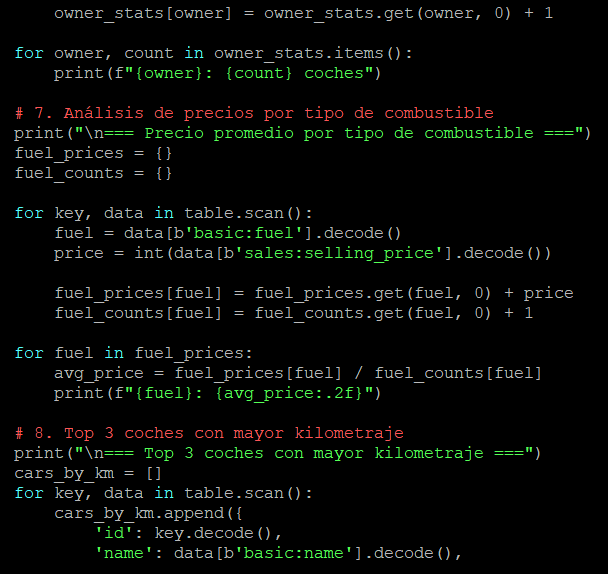 owner_stats[owner] = owner_stats.get(owner, 0) + 1

for owner, count in owner_stats.items():
    print(f"{owner}: {count} coches")

# 7. Análisis de precios por tipo de combustible
print("\n=== Precio promedio por tipo de combustible ===")
fuel_prices = {}
fuel_counts = {}

for key, data in table.scan():
    fuel = data[b'basic:fuel'].decode()
    price = int(data[b'sales:selling_price'].decode())

    fuel_prices[fuel] = fuel_prices.get(fuel, 0) + price
    fuel_counts[fuel] = fuel_counts.get(fuel, 0) + 1

for fuel in fuel_prices:
    avg_price = fuel_prices[fuel] / fuel_counts[fuel]
    print(f"{fuel}: {avg_price:.2f}")

# 8. Top 3 coches con mayor kilometraje
print("\n=== Top 3 coches con mayor kilometraje ===")
cars_by_km = []
for key, data in table.scan():
    cars_by_km.append({
        'id': key.decode(),
        'name': data[b'basic:name'].decode(),